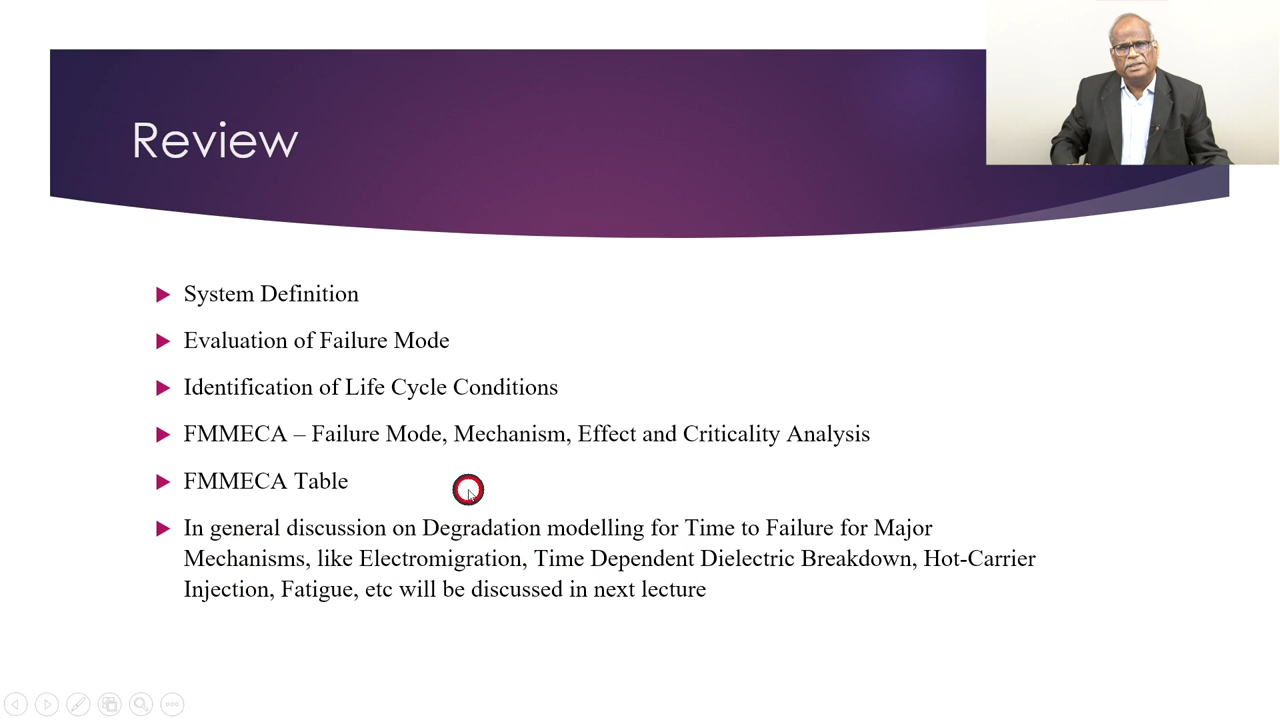 Review
System Definition
Evaluation of Failure Mode
Identification of Life Cycle Conditions
FMMECA – Failure Mode, Mechanism, Effect and Criticality Analysis
FMMECA Table
In general discussion on Degradation modelling for Time to Failure for Major
Mechanisms, like Electromigration, Time Dependent Dielectric Breakdown, Hot-Carrier
Injection, Fatigue, etc will be discussed in next lecture